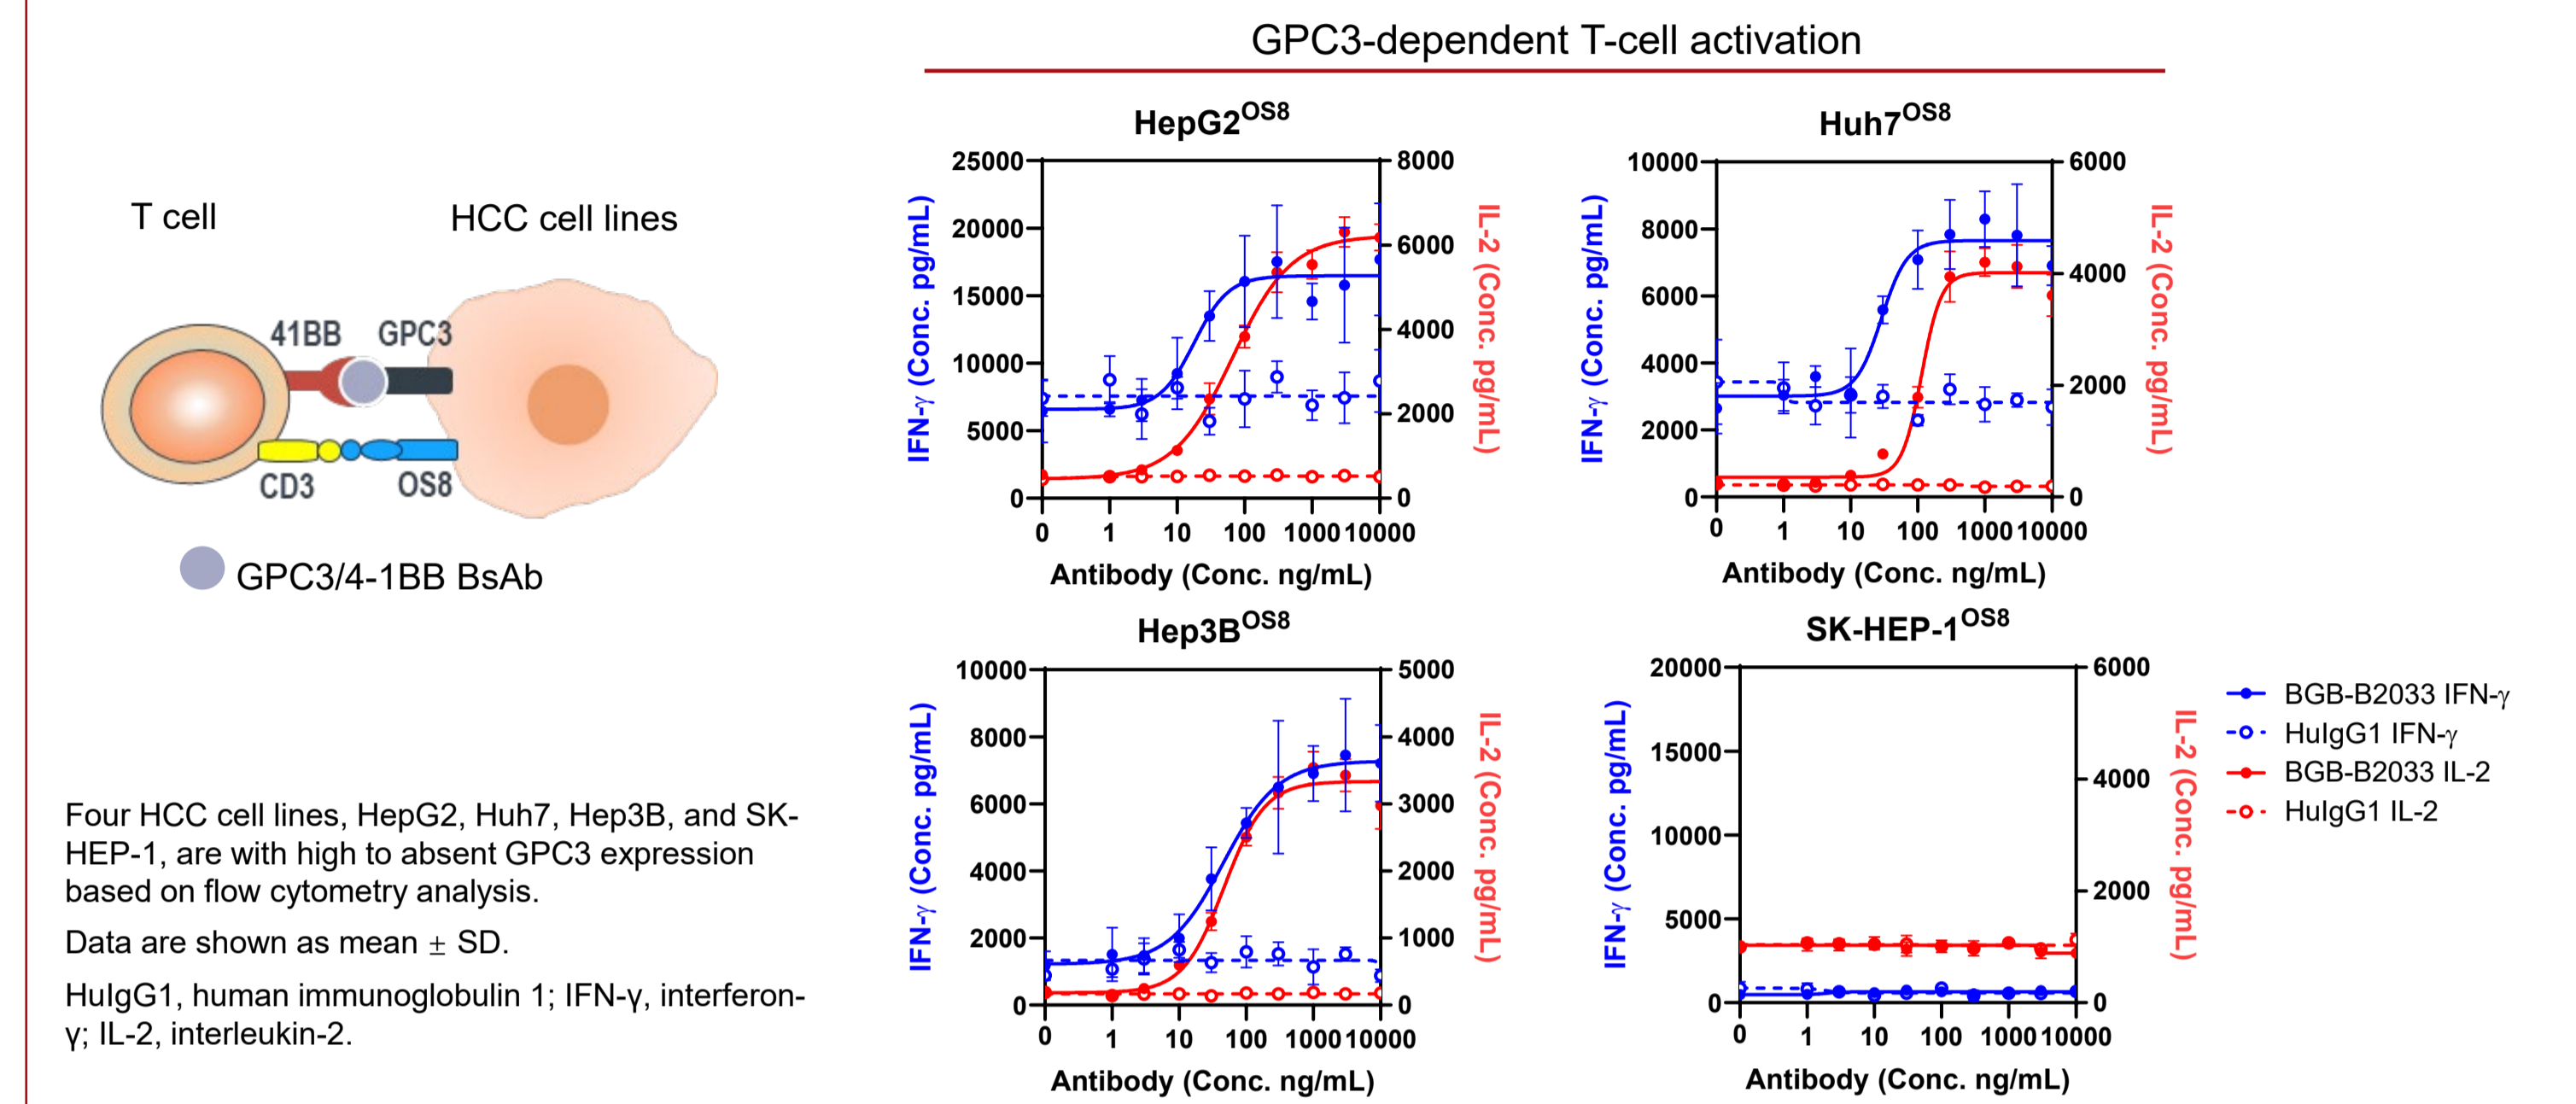 GPC3-dependent T-cell activation
T cell
HCC cell lines
41BB
GPC3
CD3
OS8
GPC3/4-1BB BsAb
Four HCC cell lines, HepG2, Huh7, Hep3B, and SK-
HEP-1, are with high to absent GPC3 expression
based on flow cytometry analysis.
Data are shown as mean ± SD.
HuIgG1, human immunoglobulin 1; IFN-γ, interferon-
γ; IL-2, interleukin-2.
HepG2OS8
25000
20000
15000
10000
5000
0
IFN-γ (Conc. pg/mL)
8000
6000
4000
2000
0
IL-2 (Conc. pg/mL)
0 1 10 100 1000 10000
Antibody (Conc. ng/mL)
Huh7OS8
10000
8000
6000
4000
2000
0
IFN-γ (Conc. pg/mL)
6000
4000
2000
0
IL-2 (Conc. pg/mL)
0 1 10 100 1000 10000
Antibody (Conc. ng/mL)
Hep3BOS8
10000
8000
6000
4000
2000
0
IFN-γ (Conc. pg/mL)
5000
4000
3000
2000
1000
0
IL-2 (Conc. pg/mL)
0 1 10 100 1000 10000
Antibody (Conc. ng/mL)
SK-HEP-1OS8
20000
15000
10000
5000
0
IFN-γ (Conc. pg/mL)
6000
4000
2000
0
IL-2 (Conc. pg/mL)
0 1 10 100 1000 10000
Antibody (Conc. ng/mL)
BGB-B2033 IFN-γ
HuIgG1 IFN-γ
BGB-B2033 IL-2
HuIgG1 IL-2